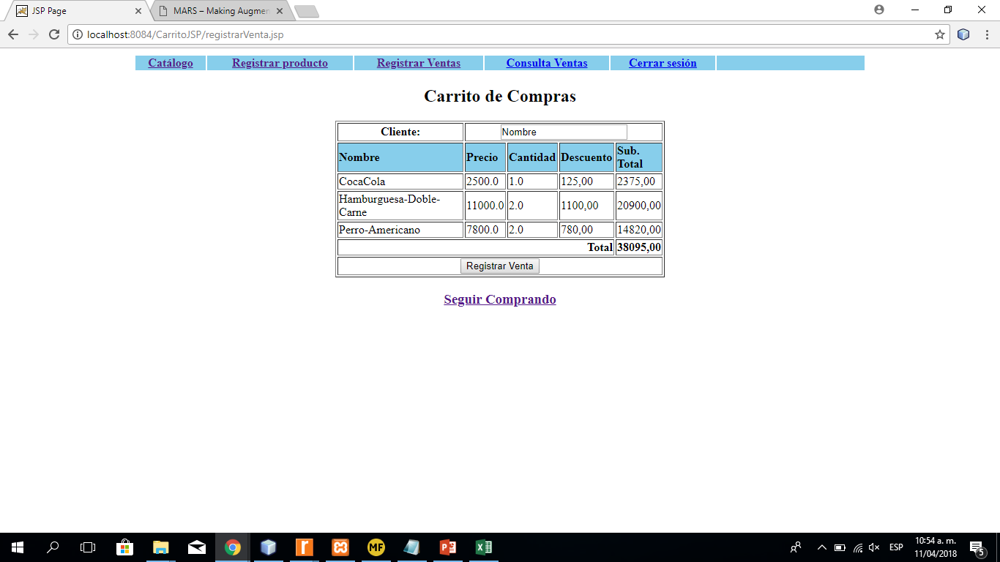 JSP Page
MARS – Making Augmen
localhost:8084/CarritoJSP/registrarVenta.jsp
Catálogo Registrar producto Registrar Ventas Consulta Ventas Cerrar sesión
Carrito de Compras
Cliente: Nombre
Nombre Precio Cantidad Descuento Sub. Total
CocaCola 2500.0 1.0 125,00 2375,00
Hamburguesa-Doble-
Carne 11000.0 2.0 1100,00 20900,00
Perro-Americano 7800.0 2.0 780,00 14820,00
Total 38095,00
Registrar Venta
Seguir Comprando
MF
ESP
10:54 a. m.
11/04/2018
5